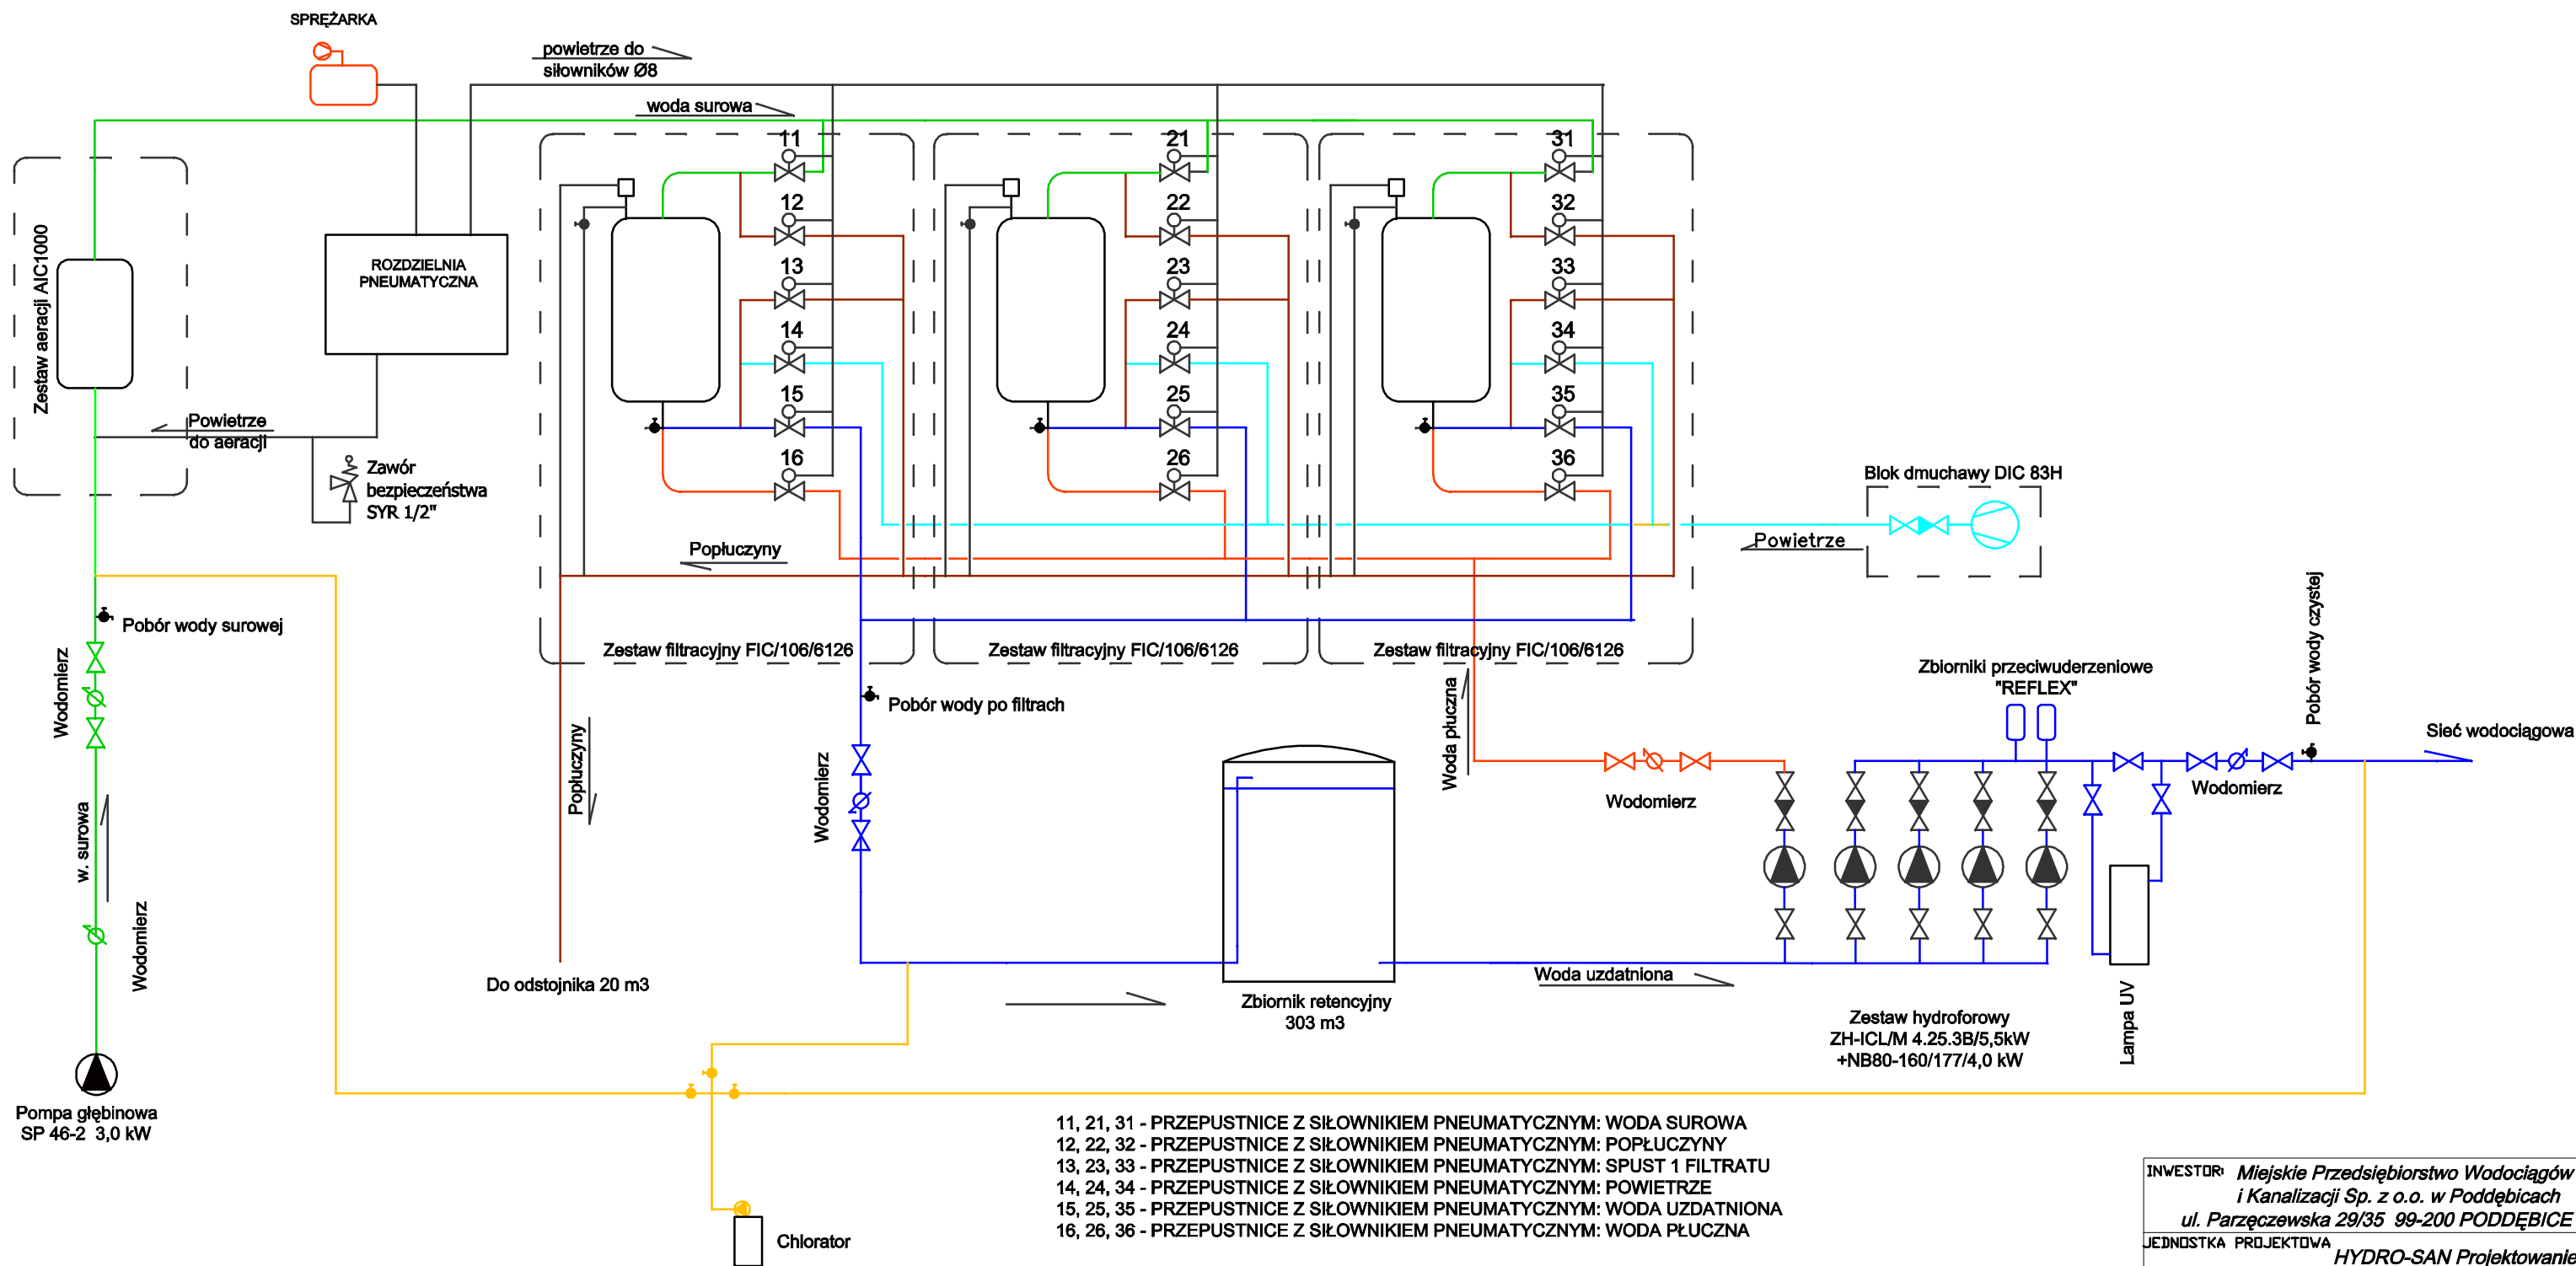 SPRĘŻARKA
powietrze do
siłowników Ø8
woda surowa
11
21
31
12
22
32
13
23
33
14
24
34
15
25
35
16
26
36
Zestaw aeracji AIC1000
ROZDZIELNIA
PNEUMATYCZNA
Powietrze
do aeracji
Zawór
bezpieczeństwa
SYR 1/2"
Blok dmuchawy DIC 83H
Powietrze
Popłuczyny
Pobór wody surowej
Zestaw filtracyjny FIC/106/6126
Zestaw filtracyjny FIC/106/6126
Zestaw filtracyjny FIC/106/6126
Wodomierz
Pobór wody po filtrach
Woda płuczna
Zbiorniki przeciwuderzeniowe
"REFLEX"
Pobór wody czystej
Sieć wodociągowa
Popłuczyny
Wodomierz
Wodomierz
Wodomierz
w. surowa
Wodomierz
Do odstojnika 20 m3
Zbiornik retencyjny
303 m3
Woda uzdatniona
Zestaw hydroforowy
ZH-ICL/M 4.25.3B/5,5kW
+NB80-160/177/4,0 kW
Lampa UV
Pompa głębinowa
SP 46-2 3,0 kW
Chlorator
11, 21, 31 - PRZEPUSTNICE Z SIŁOWNIKIEM PNEUMATYCZNYM: WODA SUROWA
12, 22, 32 - PRZEPUSTNICE Z SIŁOWNIKIEM PNEUMATYCZNYM: POPŁUCZYNY
13, 23, 33 - PRZEPUSTNICE Z SIŁOWNIKIEM PNEUMATYCZNYM: SPUST 1 FILTRATU
14, 24, 34 - PRZEPUSTNICE Z SIŁOWNIKIEM PNEUMATYCZNYM: POWIETRZE
15, 25, 35 - PRZEPUSTNICE Z SIŁOWNIKIEM PNEUMATYCZNYM: WODA UZDATNIONA
16, 26, 36 - PRZEPUSTNICE Z SIŁOWNIKIEM PNEUMATYCZNYM: WODA PŁUCZNA
INWESTOR: Miejskie Przedsiębiorstwo Wodociągów
i Kanalizacji Sp. z o.o. w Poddębicach
ul. Parzęczewska 29/35 99-200 PODDĘBICE
JEDNOSTKA PROJEKTOWA
HYDRO-SAN Projektowanie